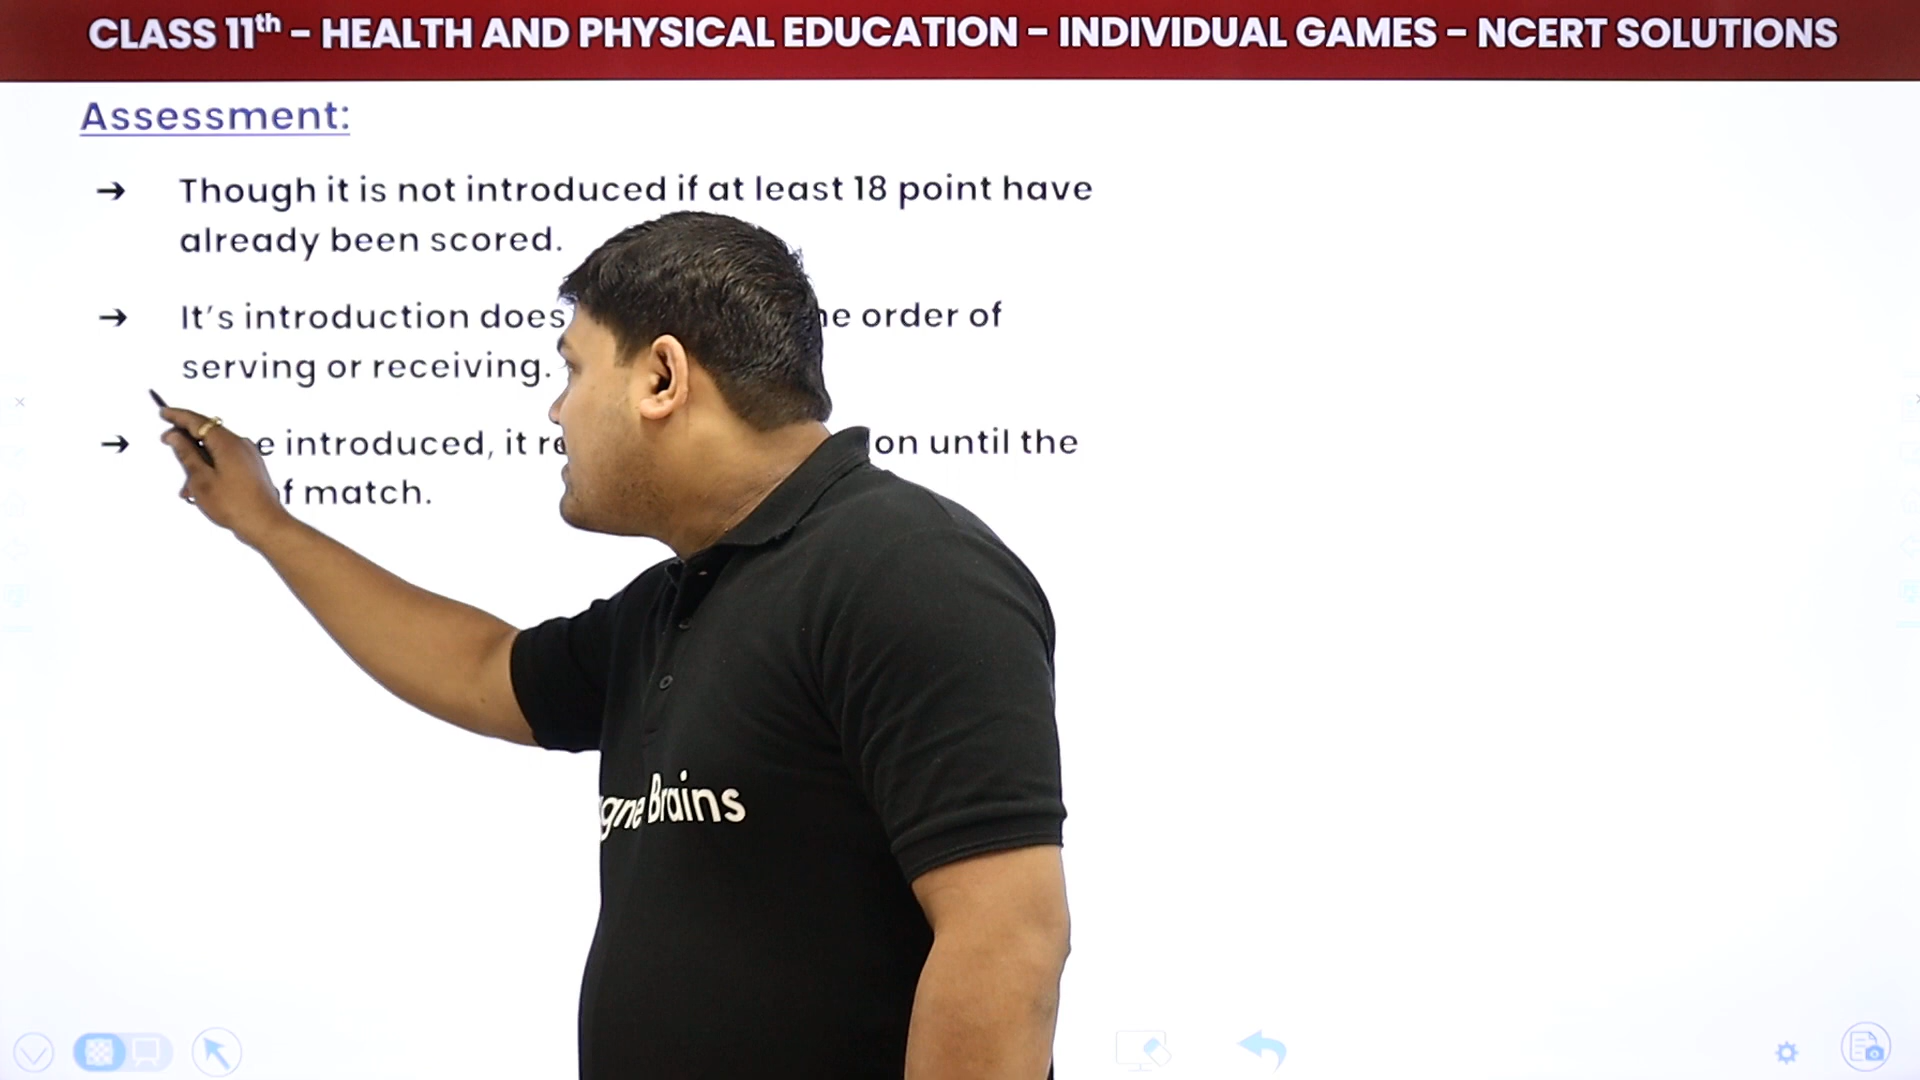 CLASS 11th – HEALTH AND PHYSICAL EDUCATION – INDIVIDUAL GAMES – NCERT SOLUTIONS
Assessment:
→ Though it is not introduced if at least 18 point have
already been scored.
→ It's introduction does order of
serving or receiving.
→ introduced, it until the
match.
Brains